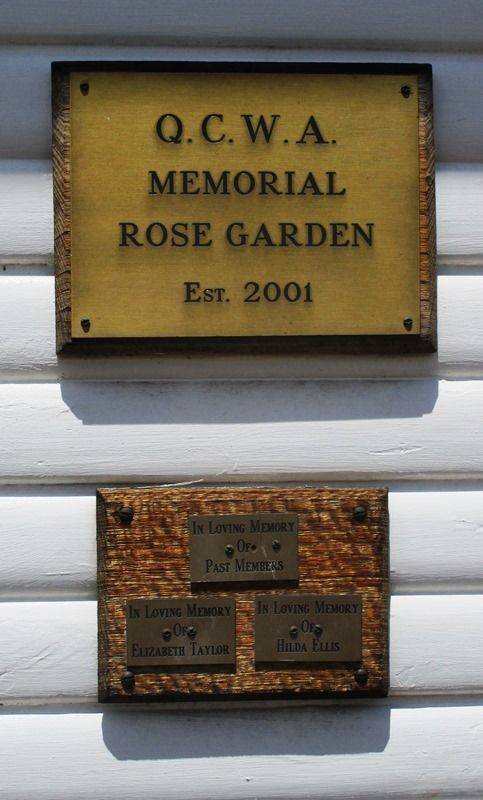 Q.C.W.A.
MEMORIAL
ROSE GARDEN
EST. 2001
IN LOVING MEMORY
OF
PAST MEMBERS
IN LOVING MEMORY
OF
ELIZABETH TAYLOR
IN LOVING MEMORY
OF
HILDA ELLIS